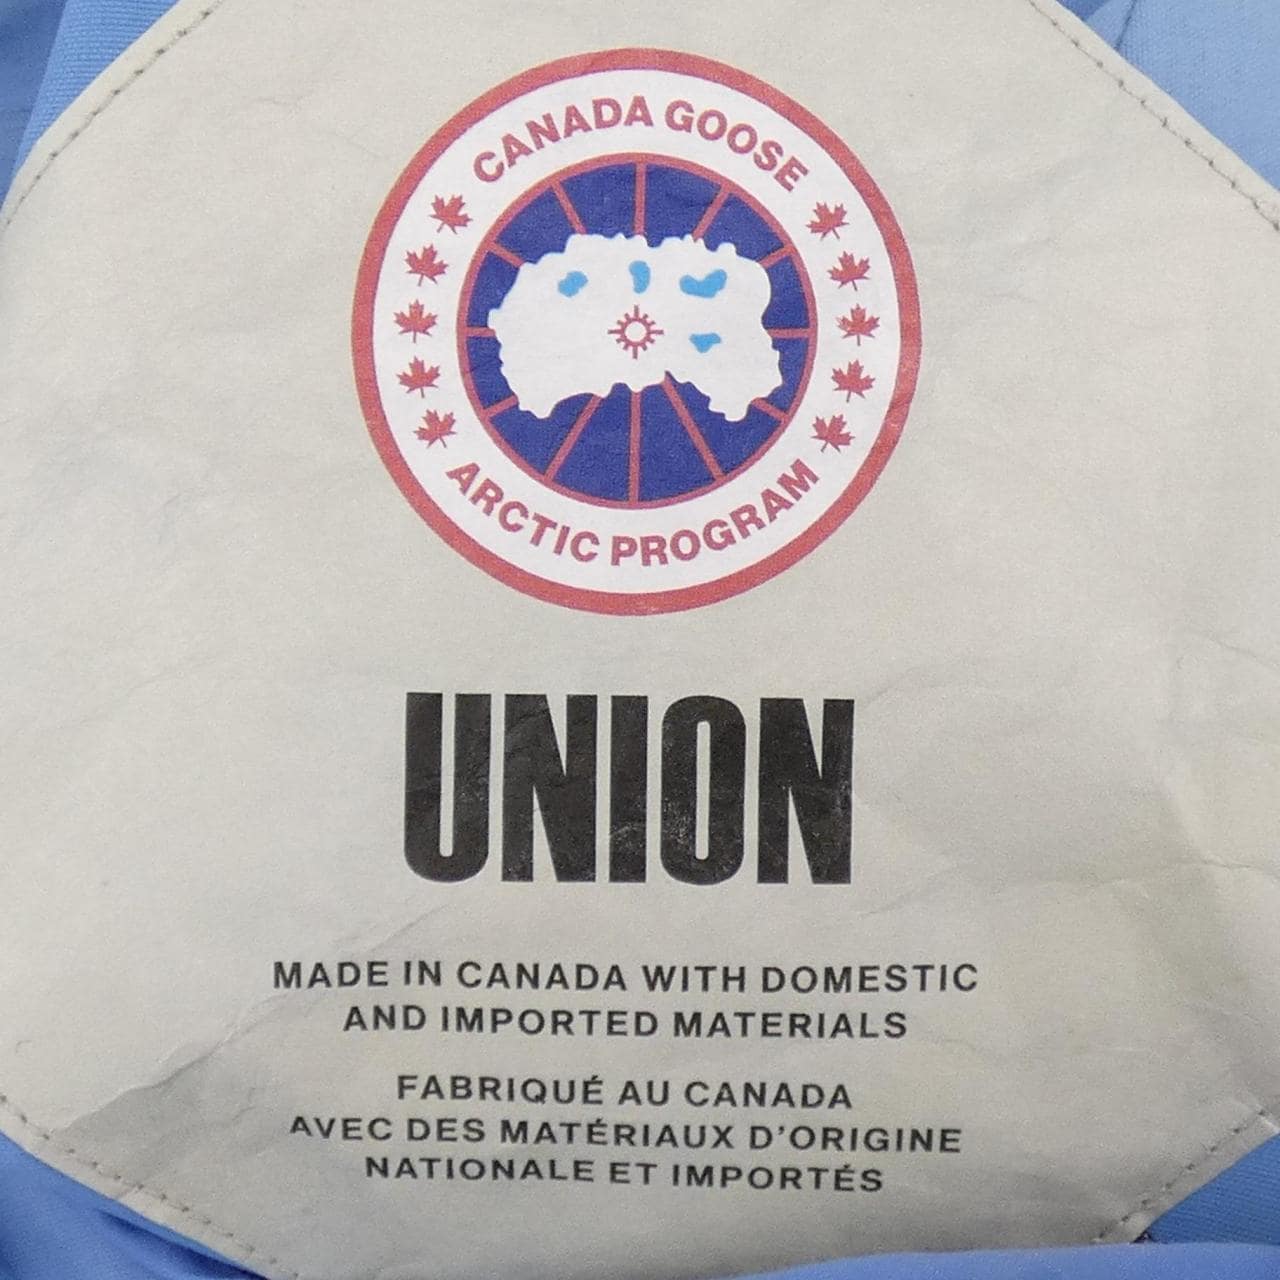 CANADA GOOSE
ARCTIC PROGRAM
UNION
MADE IN CANADA WITH DOMESTIC
AND IMPORTED MATERIALS
FABRIQUÉ AU CANADA
AVEC DES MATÉRIAUX D'ORIGINE
NATIONALE ET IMPORTÉS